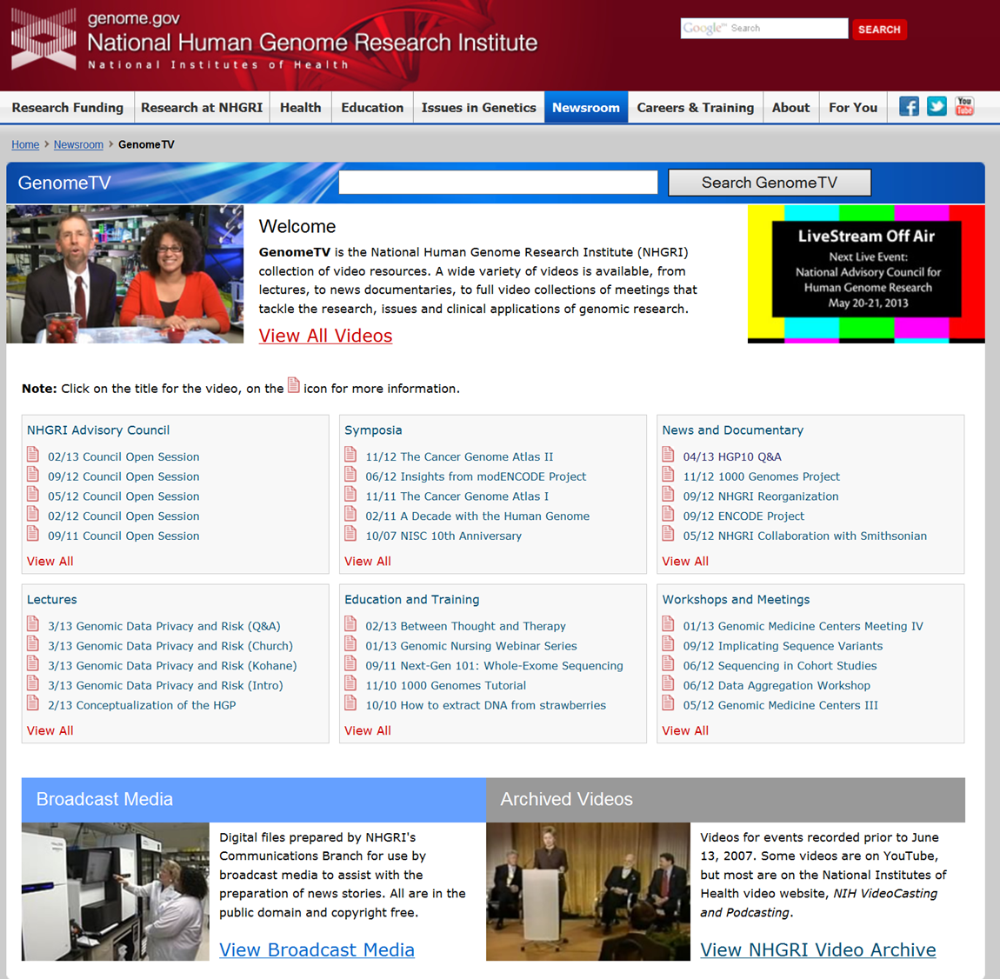 genome.gov
National Human Genome Research Institute
National Institutes of Health
Google™ Search
SEARCH
Research Funding
Research at NHGRI
Health
Education
Issues in Genetics
Newsroom
Careers & Training
About
For You
You
Tube
Home > Newsroom > GenomeTV
GenomeTV
Search GenomeTV
Welcome
GenomeTV is the National Human Genome Research Institute (NHGRI)
collection of video resources. A wide variety of videos is available, from
lectures, to news documentaries, to full video collections of meetings that
tackle the research, issues and clinical applications of genomic research.
View All Videos
LiveStream Off Air
Next Live Event:
National Advisory Council for
Human Genome Research
May 20-21, 2013
Note: Click on the title for the video, on the icon for more information.
NHGRI Advisory Council
02/13 Council Open Session
09/12 Council Open Session
05/12 Council Open Session
02/12 Council Open Session
09/11 Council Open Session
View All
Symposia
11/12 The Cancer Genome Atlas II
06/12 Insights from modENCODE Project
11/11 The Cancer Genome Atlas I
02/11 A Decade with the Human Genome
10/07 NISC 10th Anniversary
View All
News and Documentary
04/13 HGP10 Q&A
11/12 1000 Genomes Project
09/12 NHGRI Reorganization
09/12 ENCODE Project
05/12 NHGRI Collaboration with Smithsonian
View All
Lectures
3/13 Genomic Data Privacy and Risk (Q&A)
3/13 Genomic Data Privacy and Risk (Church)
3/13 Genomic Data Privacy and Risk (Kohane)
3/13 Genomic Data Privacy and Risk (Intro)
2/13 Conceptualization of the HGP
View All
Education and Training
02/13 Between Thought and Therapy
01/13 Genomic Nursing Webinar Series
09/11 Next-Gen 101: Whole-Exome Sequencing
11/10 1000 Genomes Tutorial
10/10 How to extract DNA from strawberries
View All
Workshops and Meetings
01/13 Genomic Medicine Centers Meeting IV
09/12 Implicating Sequence Variants
06/12 Sequencing in Cohort Studies
06/12 Data Aggregation Workshop
05/12 Genomic Medicine Centers III
View All
Broadcast Media
Digital files prepared by NHGRI's
Communications Branch for use by
broadcast media to assist with the
preparation of news stories. All are in the
public domain and copyright free.
View Broadcast Media
Archived Videos
Videos for events recorded prior to June
13, 2007. Some videos are on YouTube,
but most are on the National Institutes of
Health video website, NIH VideoCasting
and Podcasting.
View NHGRI Video Archive